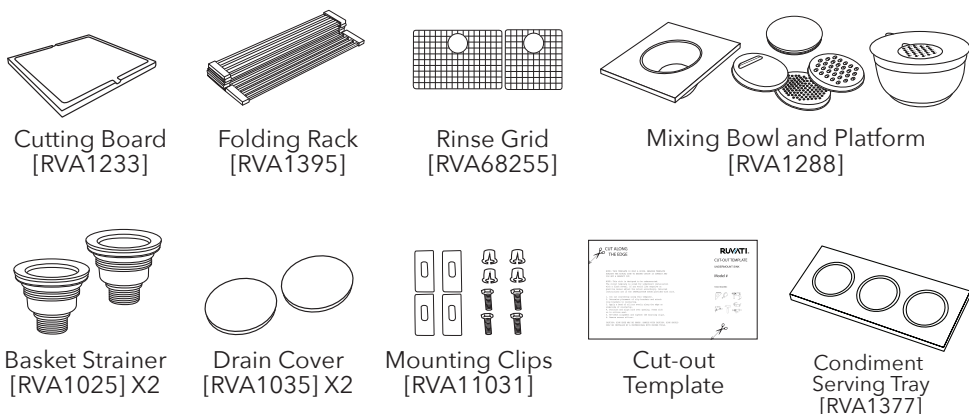 Cutting Board
[RVA1233]
Folding Rack
[RVA1395]
Rinse Grid
[RVA68255]
Mixing Bowl and Platform
[RVA1288]
Basket Strainer
[RVA1025] X2
Drain Cover
[RVA1035] X2
Mounting Clips
[RVA11031]
CUT ALONG
THE EDGE
RUVATI
CUT-OUT TEMPLATE
Model #
Cut-out
Template
Condiment
Serving Tray
[RVA1377]